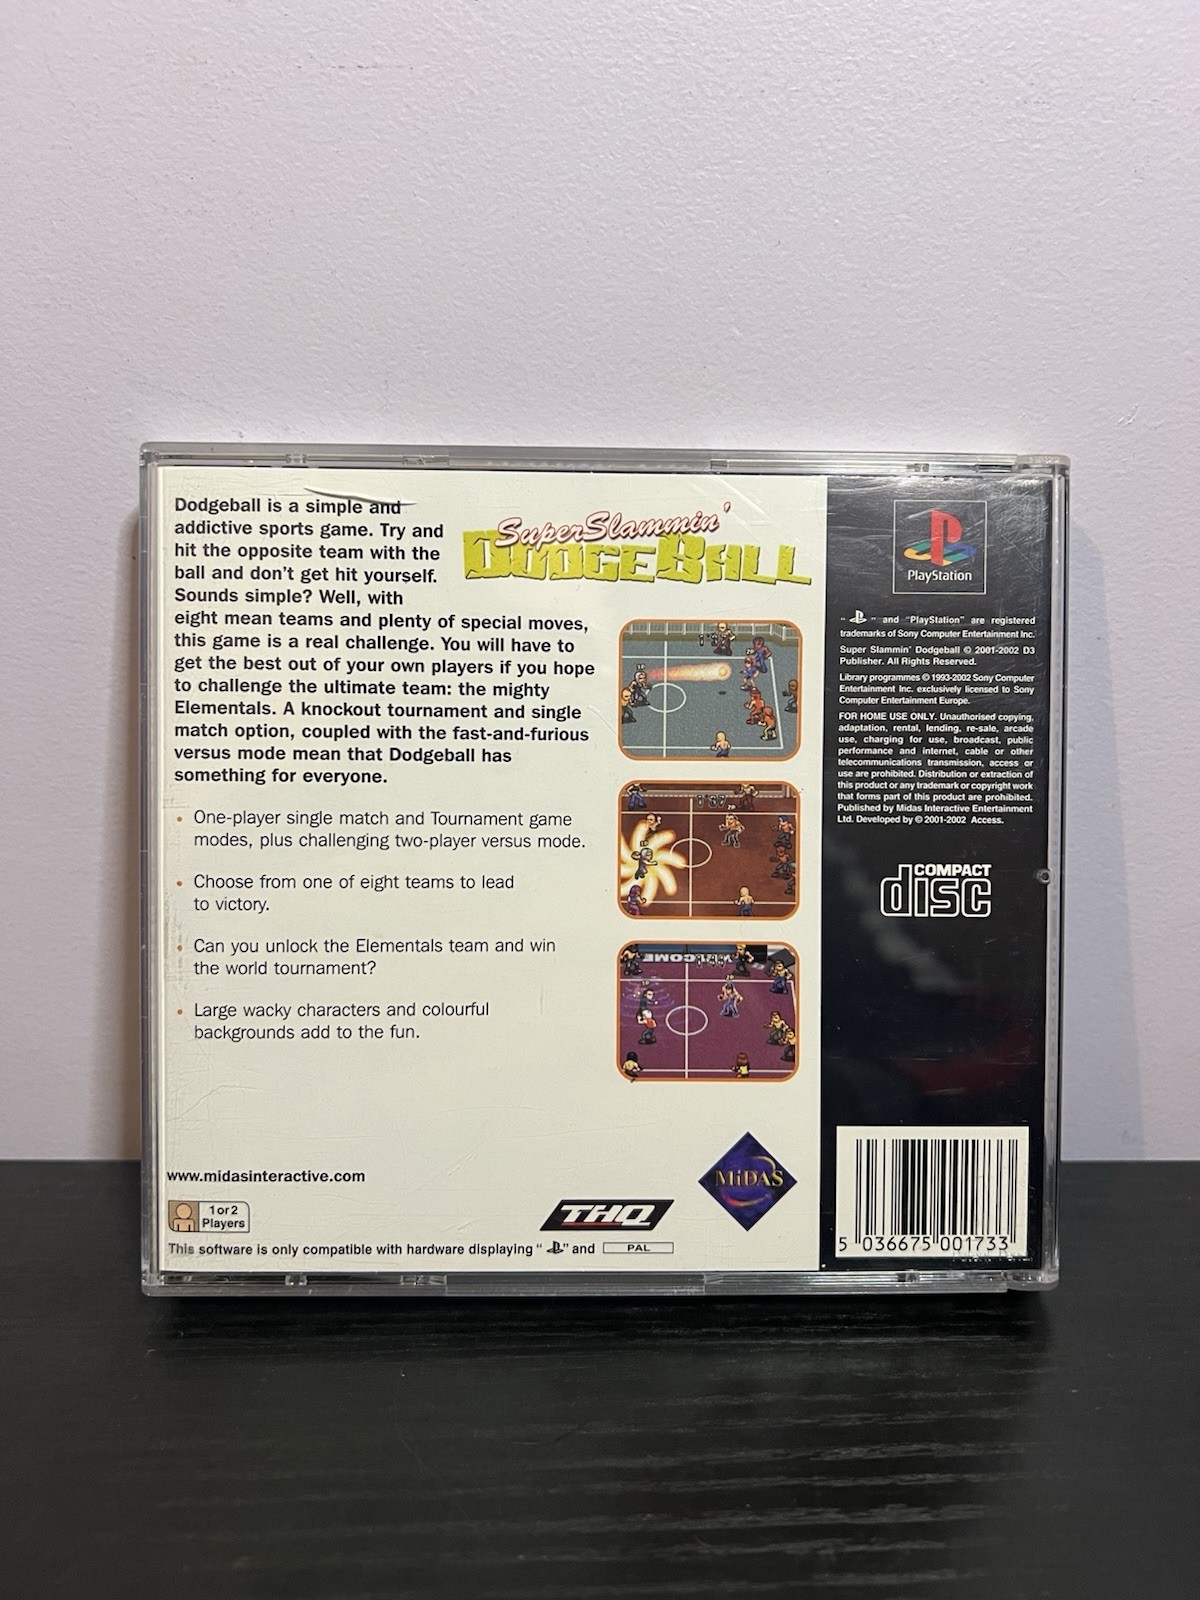 Dodgeball is a simple and
addictive sports game. Try and
hit the opposite team with the
ball and don't get hit yourself.
Sounds simple? Well, with
eight mean teams and plenty of special moves,
this game is a real challenge. You will have to
get the best out of your own players if you hope
to challenge the ultimate team: the mighty
Elementals. A knockout tournament and single
match option, coupled with the fast-and-furious
versus mode mean that Dodgeball has
something for everyone.
• One-player single match and Tournament game
modes, plus challenging two-player versus mode.
• Choose from one of eight teams to lead
to victory.
• Can you unlock the Elementals team and win
the world tournament?
• Large wacky characters and colourful
backgrounds add to the fun.
www.midasinteractive.com
1 or 2
Players
This software is only compatible with hardware displaying " " and PAL
Super Slammin'
DODGEBALL
THQ
MiDAS
PlayStation
" " and "PlayStation" are registered
trademarks of Sony Computer Entertainment Inc.
Super Slammin' Dodgeball © 2001-2002 D3
Publisher. All Rights Reserved.
Library programmes © 1993-2002 Sony Computer
Entertainment Inc. exclusively licensed to Sony
Computer Entertainment Europe.
FOR HOME USE ONLY. Unauthorised copying,
adaptation, rental, lending, re-sale, arcade
use, charging for use, broadcast, public
performance and internet, cable or other
telecommunications transmission, access or
use are prohibited. Distribution or extraction of
this product or any trademark or copyright work
that forms part of this product are prohibited.
Published by Midas Interactive Entertainment
Ltd. Developed by © 2001-2002 Access.
COMPACT
disc
5 036675 001733